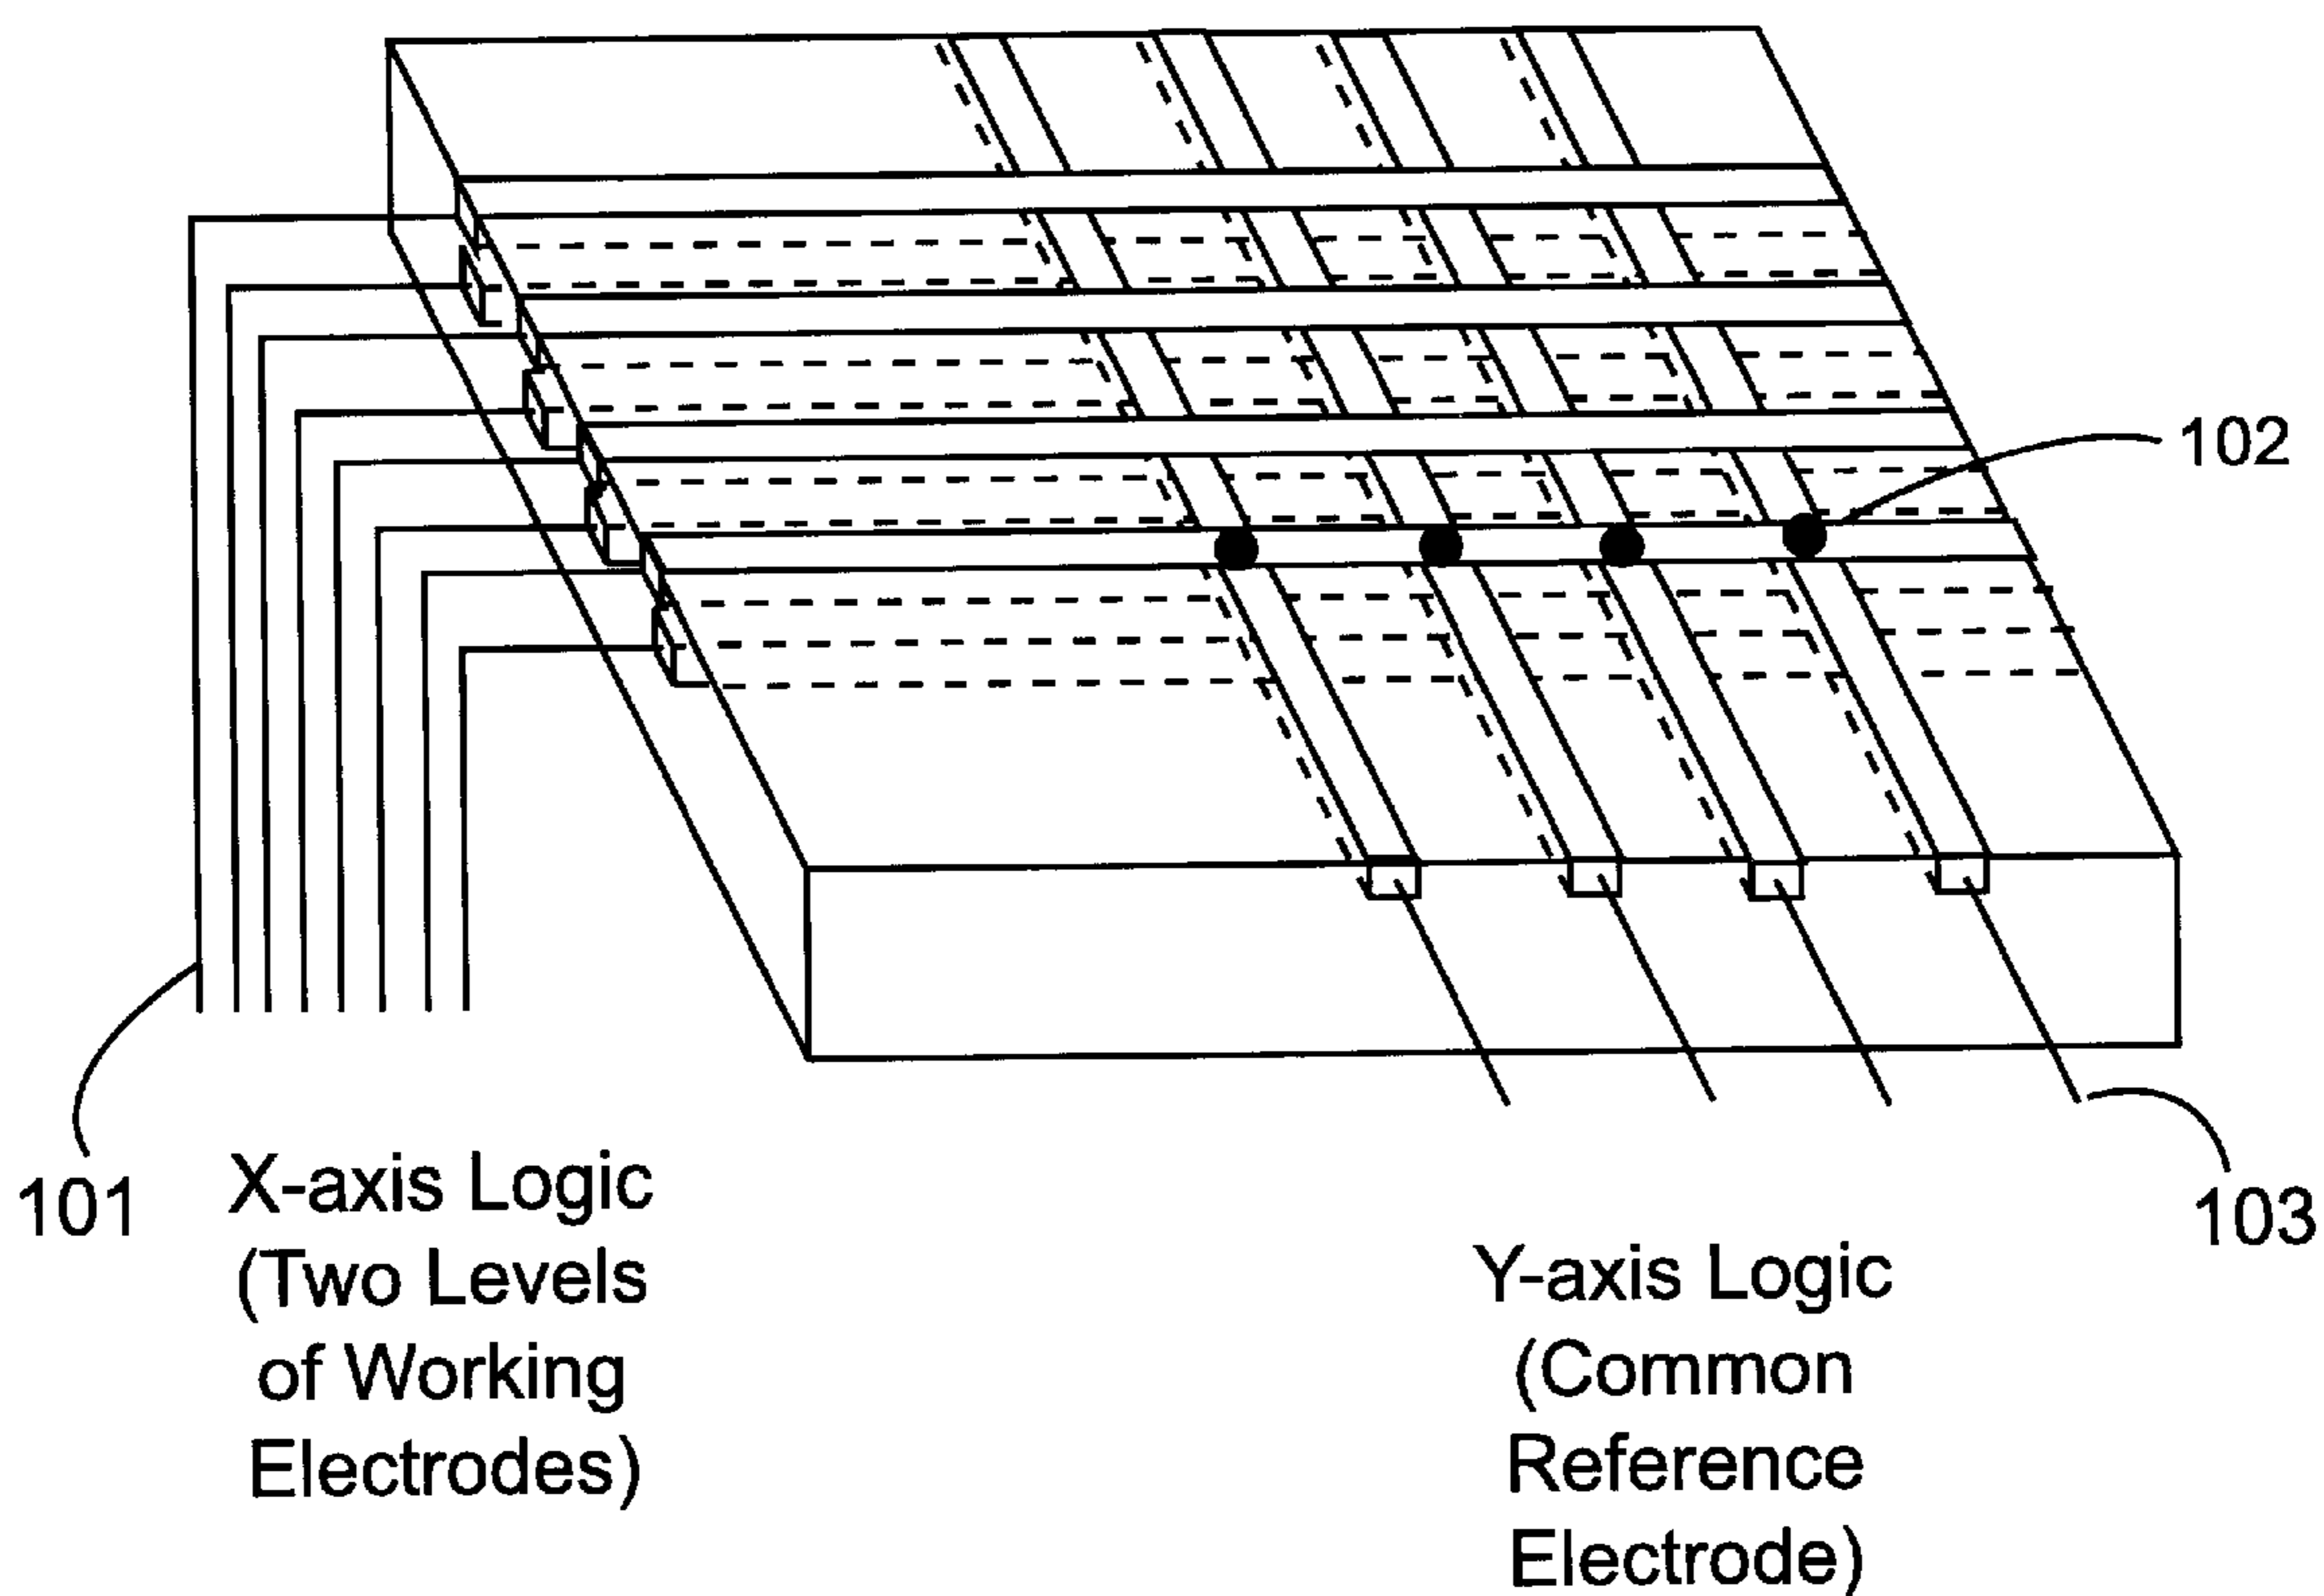 102
101
X-axis Logic
(Two Levels
of Working
Electrodes)
103
Y-axis Logic
(Common
Reference
Electrode)